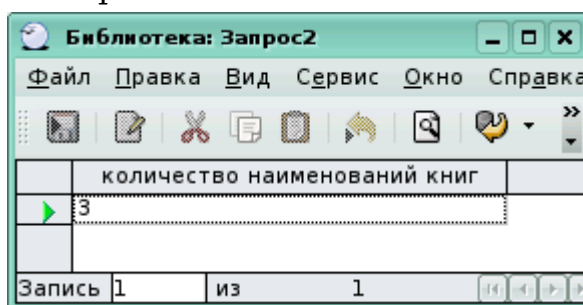 Библиотека: Запрос2
Файл Правка Вид Сервис Окно Справка
количество наименований книг
3
Запись 1 из 1